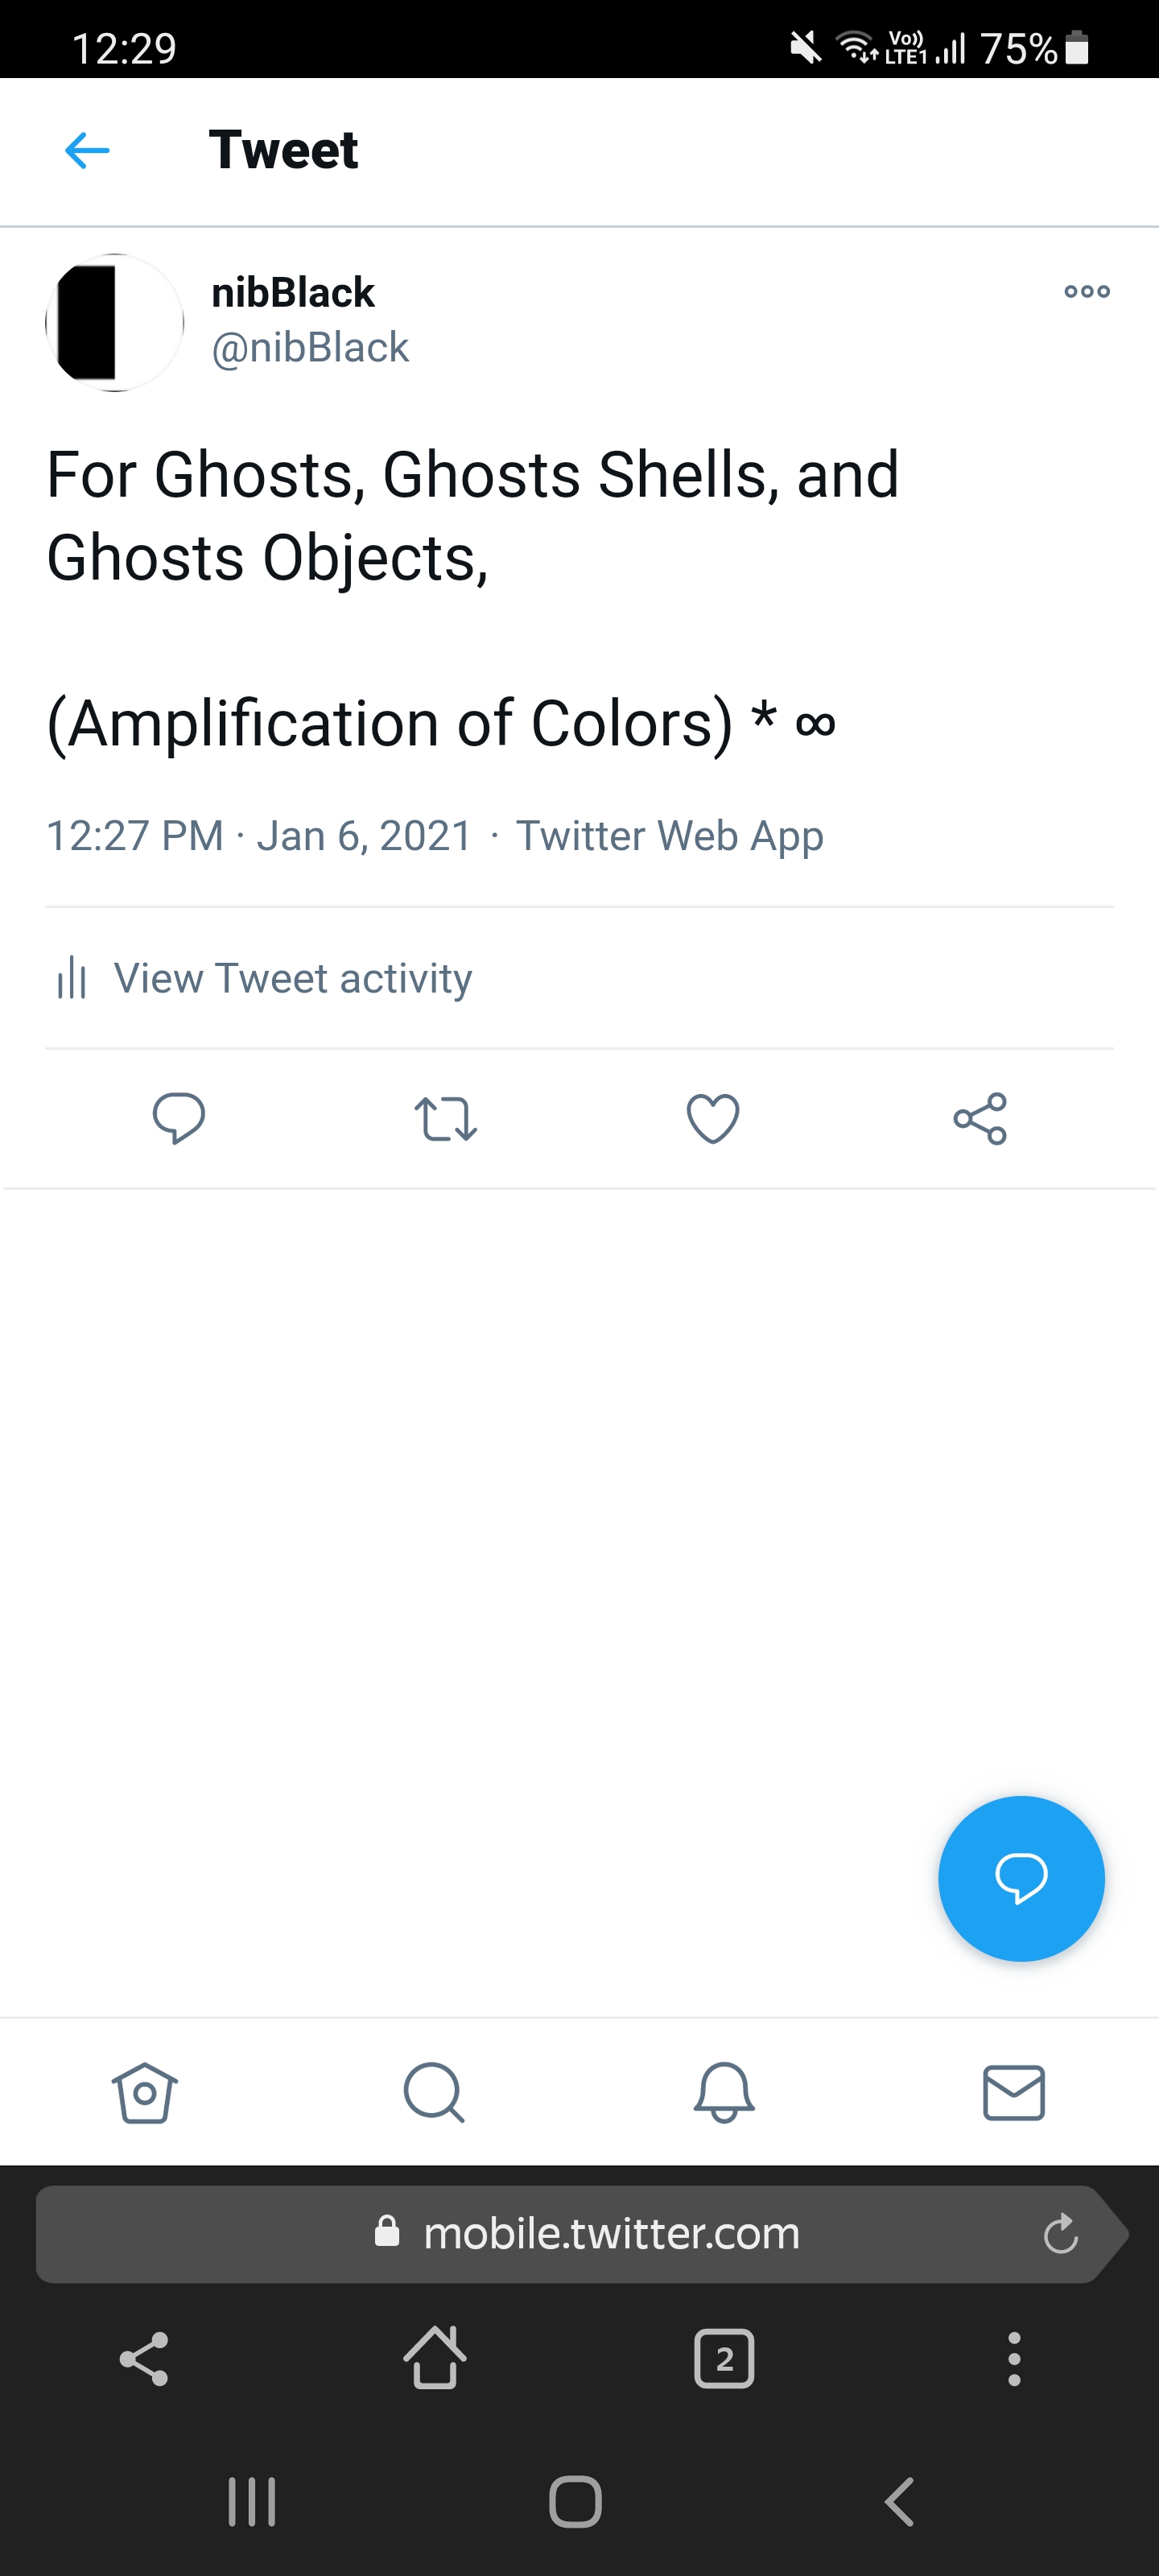 12:29
Vo)) LTE1 75%
Tweet
nibBlack
@nibBlack
For Ghosts, Ghosts Shells, and
Ghosts Objects,
(Amplification of Colors) * ∞
12:27 PM · Jan 6, 2021 · Twitter Web App
View Tweet activity
mobile.twitter.com
2